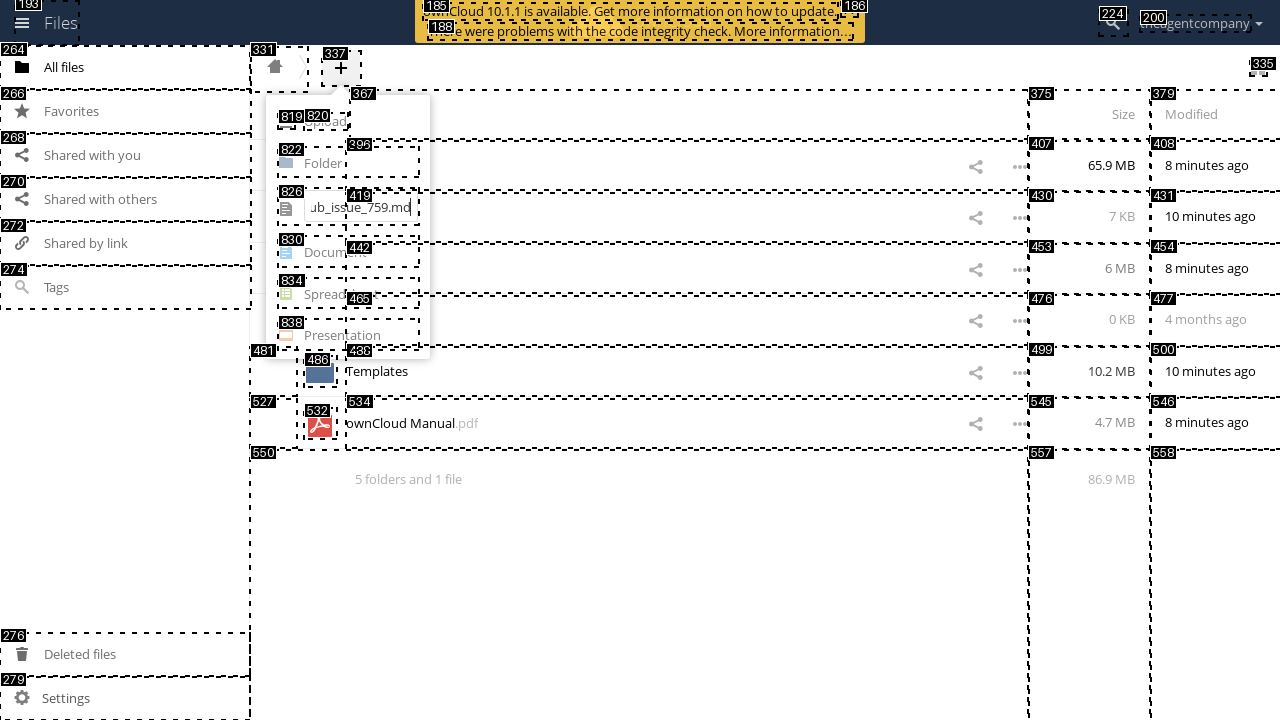 193
Files
185
ownCloud 10.1.1 is available. Get more information on how to update.
186
188
There were problems with the code integrity check. More information…
224
200
theagentcompany
264
All files
331
337
+
335
266
Favorites
367
375
Size
379
Modified
819
820
Upload
268
Shared with you
822
Folder
396
407
65.9 MB
408
8 minutes ago
270
Shared with others
826
ub_issue_759.md
419
430
7 KB
431
10 minutes ago
272
Shared by link
830
Document
442
453
6 MB
454
8 minutes ago
274
Tags
834
Spreadsheet
465
476
0 KB
477
4 months ago
838
Presentation
481
486
Templates
499
10.2 MB
500
10 minutes ago
527
532
534
ownCloud Manual.pdf
545
4.7 MB
546
8 minutes ago
550
5 folders and 1 file
557
86.9 MB
558
276
Deleted files
279
Settings